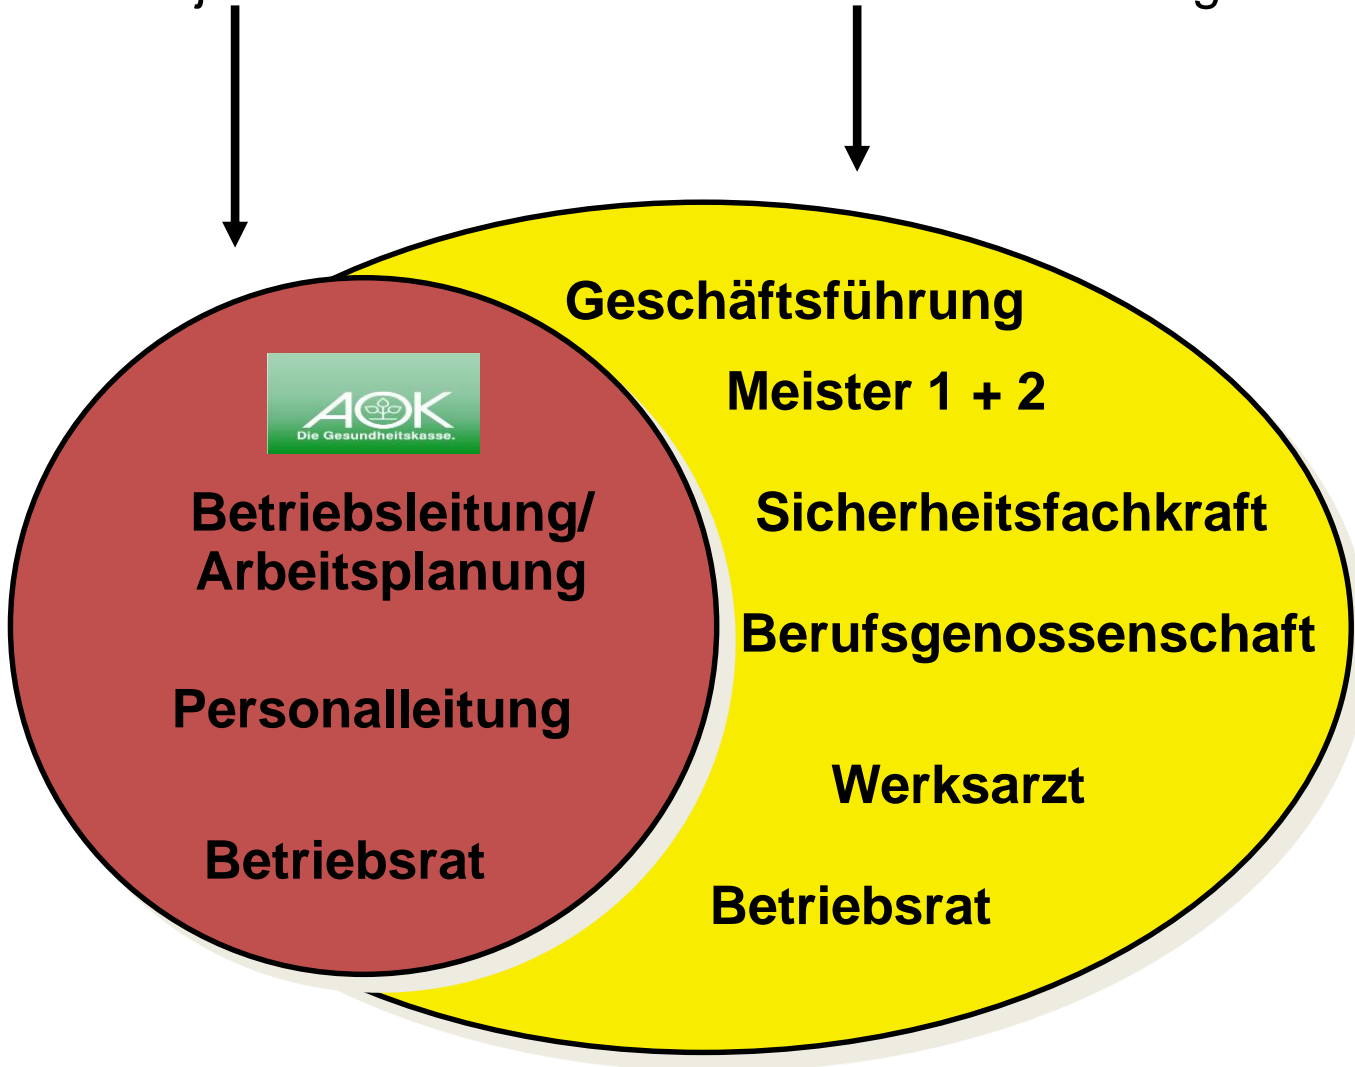 AOK
Die Gesundheitskasse.
Betriebsleitung/
Arbeitsplanung
Personalleitung
Betriebsrat
Geschäftsführung
Meister 1 + 2
Sicherheitsfachkraft
Berufsgenossenschaft
Werksarzt
Betriebsrat